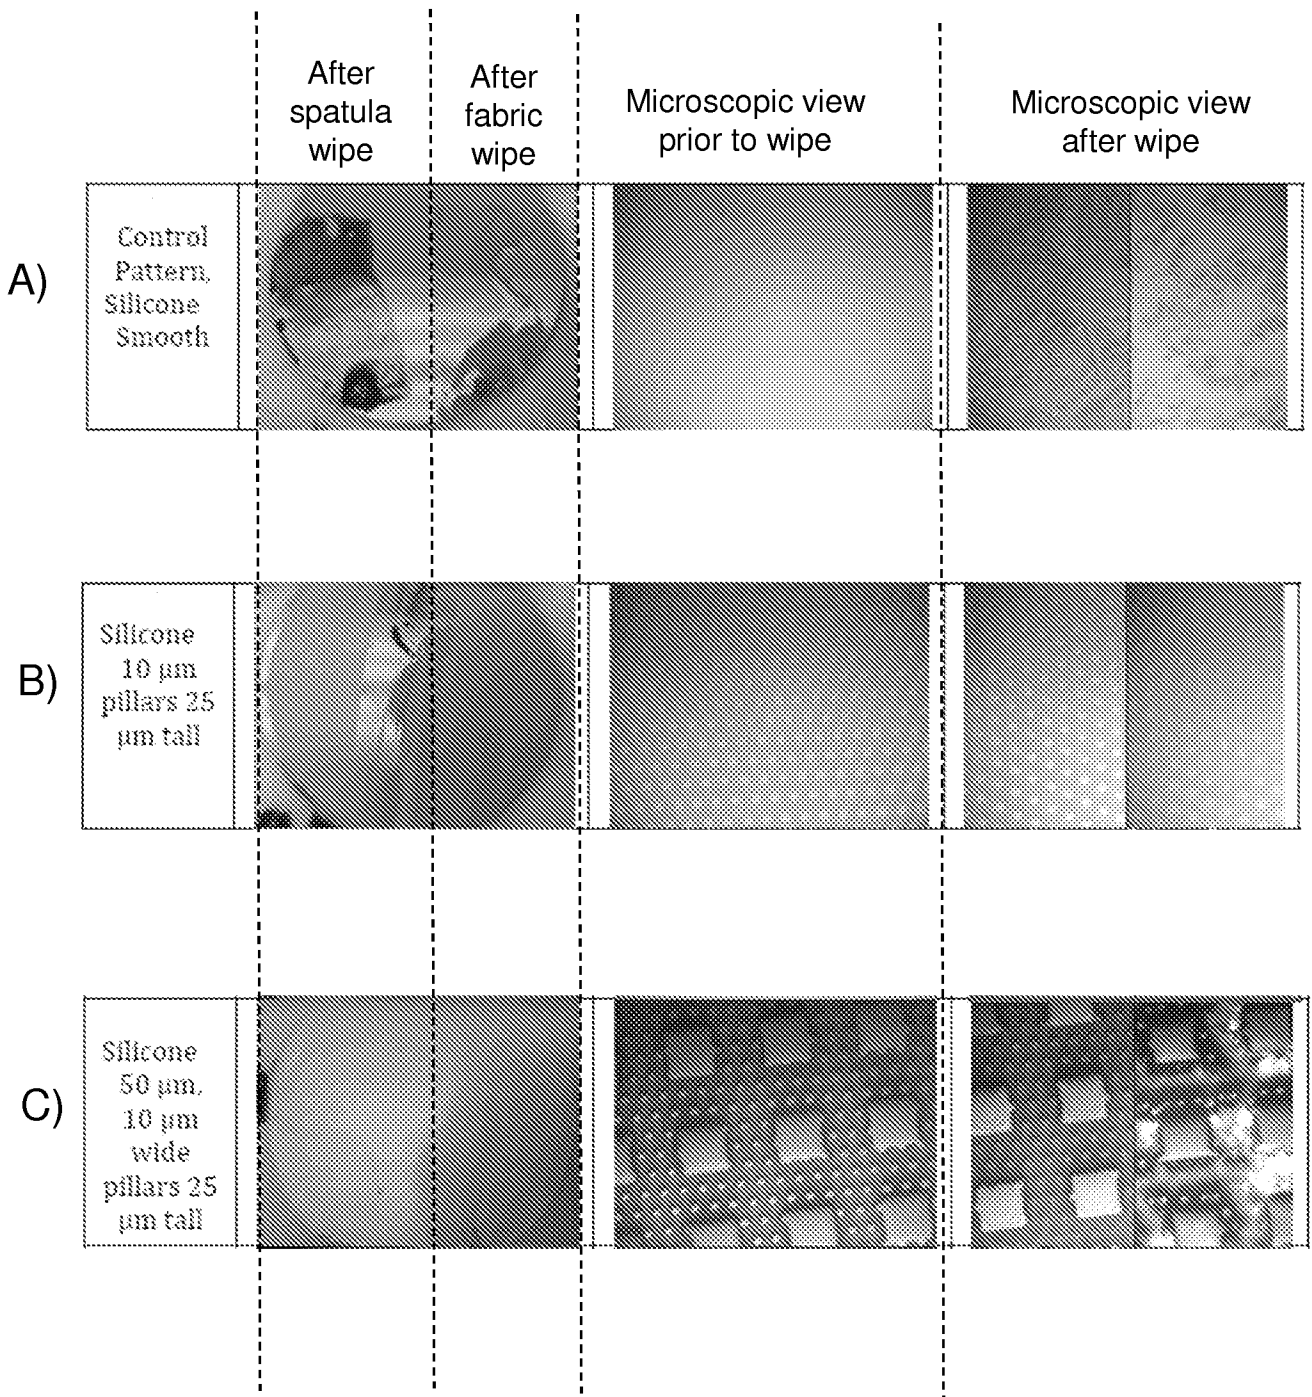 After
spatula
wipe
After
fabric
wipe
Microscopic view
prior to wipe
Microscopic view
after wipe
A)
Control
Pattern,
Silicone
Smooth
B)
Silicone
10 µm
pillars 25
µm tall
C)
Silicone
50 µm,
10 µm
wide
pillars 25
µm tall